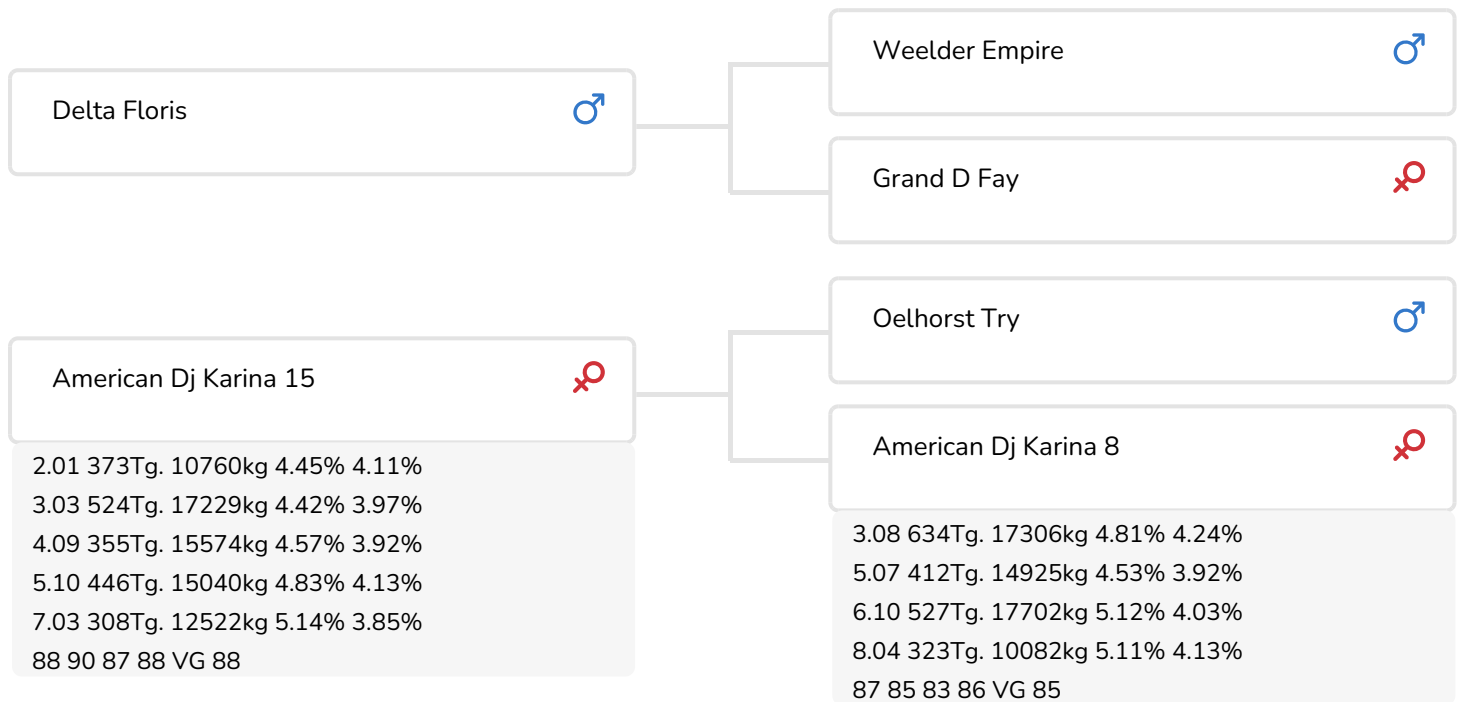 Weelder Empire
Delta Floris
Grand D Fay
Oelhorst Try
American Dj Karina 15
2.01 373Tg. 10760kg 4.45% 4.11%
3.03 524Tg. 17229kg 4.42% 3.97%
4.09 355Tg. 15574kg 4.57% 3.92%
5.10 446Tg. 15040kg 4.83% 4.13%
7.03 308Tg. 12522kg 5.14% 3.85%
88 90 87 88 VG 88
American Dj Karina 8
3.08 634Tg. 17306kg 4.81% 4.24%
5.07 412Tg. 14925kg 4.53% 3.92%
6.10 527Tg. 17702kg 5.12% 4.03%
8.04 323Tg. 10082kg 5.11% 4.13%
87 85 83 86 VG 85